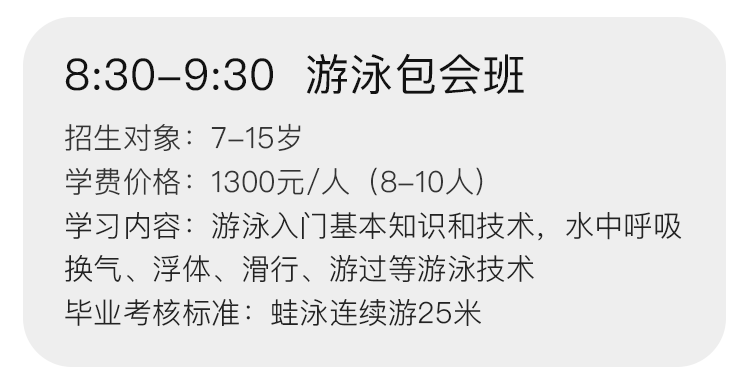 8:30-9:30 游泳包会班
招生对象：7-15岁
学费价格：1300元/人（8-10人）
学习内容：游泳入门基本知识和技术，水中呼吸
换气、浮体、滑行、游过等游泳技术
毕业考核标准：蛙泳连续游25米